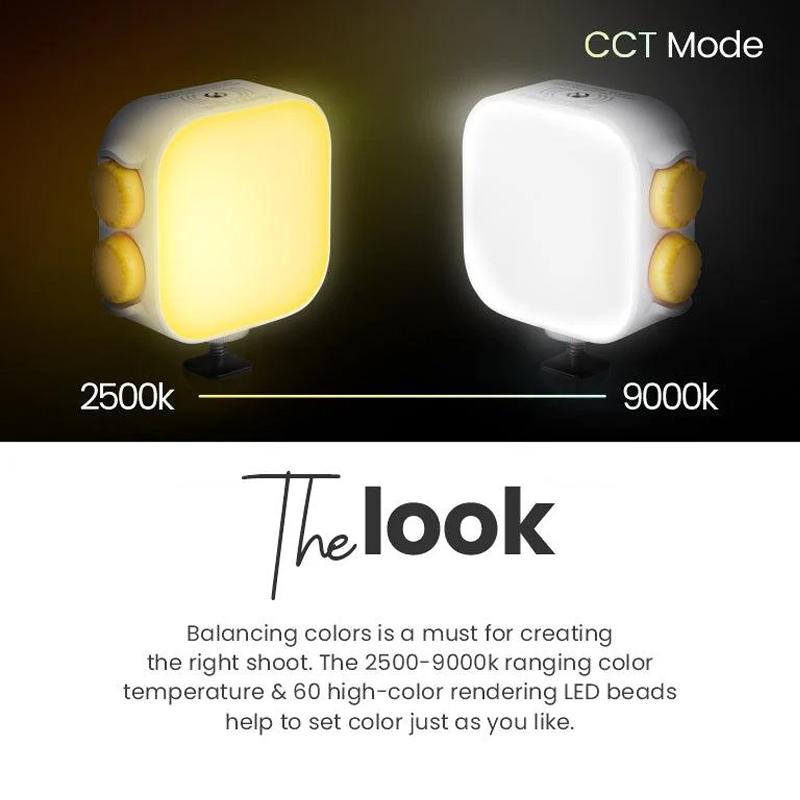 CCT Mode
2500k 9000k
The look
Balancing colors is a must for creating
the right shoot. The 2500-9000k ranging color
temperature & 60 high-color rendering LED beads
help to set color just as you like.